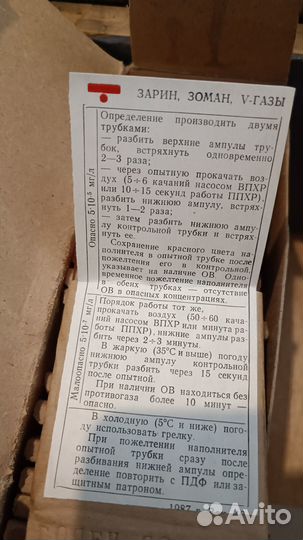 ЗАРИН, ЗОМАН, V-ГАЗЫ
Опасно 5·10⁻⁵ мг/л
Определение производить двумя
трубками:
— разбить верхние ампулы тру-
бок, встряхнуть одновременно
2—3 раза;
— через опытную прокачать воз-
дух (5÷6 качаний насосом ВПХР
или 10÷15 секунд работы ППХР),
разбить нижнюю ампулу, встрях-
нуть 1—2 раза;
— затем разбить нижнюю ампу-
лу контрольной трубки и встрях-
нуть ее.
Сохранение красного цвета на-
полнителя в опытной трубке после
пожелтения его в контрольной,
указывает на наличие ОВ. Одно-
временное пожелтение наполнителя
в обеих трубках — отсутствие
ОВ в опасных концентрациях.
Малоопасно 5·10⁻⁷ мг/л
Порядок работы тот же,
прокачать воздух (50÷60 кача-
ний насосом ВПХР или минута ра-
боты ППХР), нижние ампулы раз-
бить через 2÷3 минуты.
В жаркую (35°С и выше) погоду
нижнюю ампулу контрольной
трубки разбить через 15 секунд
после опытной.
При наличии ОВ находиться без
противогаза более 10 минут —
опасно.
В холодную (5°С и ниже) пого-
ду использовать грелку.
При пожелтении наполнителя
опытной трубки сразу после
разбивания нижней ампулы опре-
деление повторить с ПДФ или за-
щитным патроном.
1987
Avito